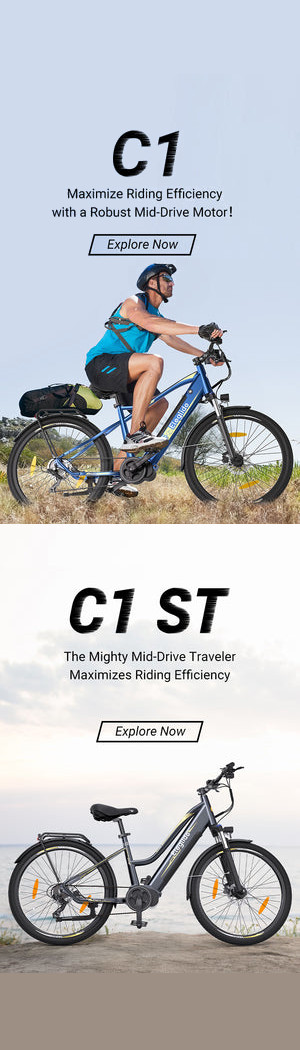 C1
Maximize Riding Efficiency
with a Robust Mid-Drive Motor!
Explore Now
C1 ST
The Mighty Mid-Drive Traveler
Maximizes Riding Efficiency
Explore Now